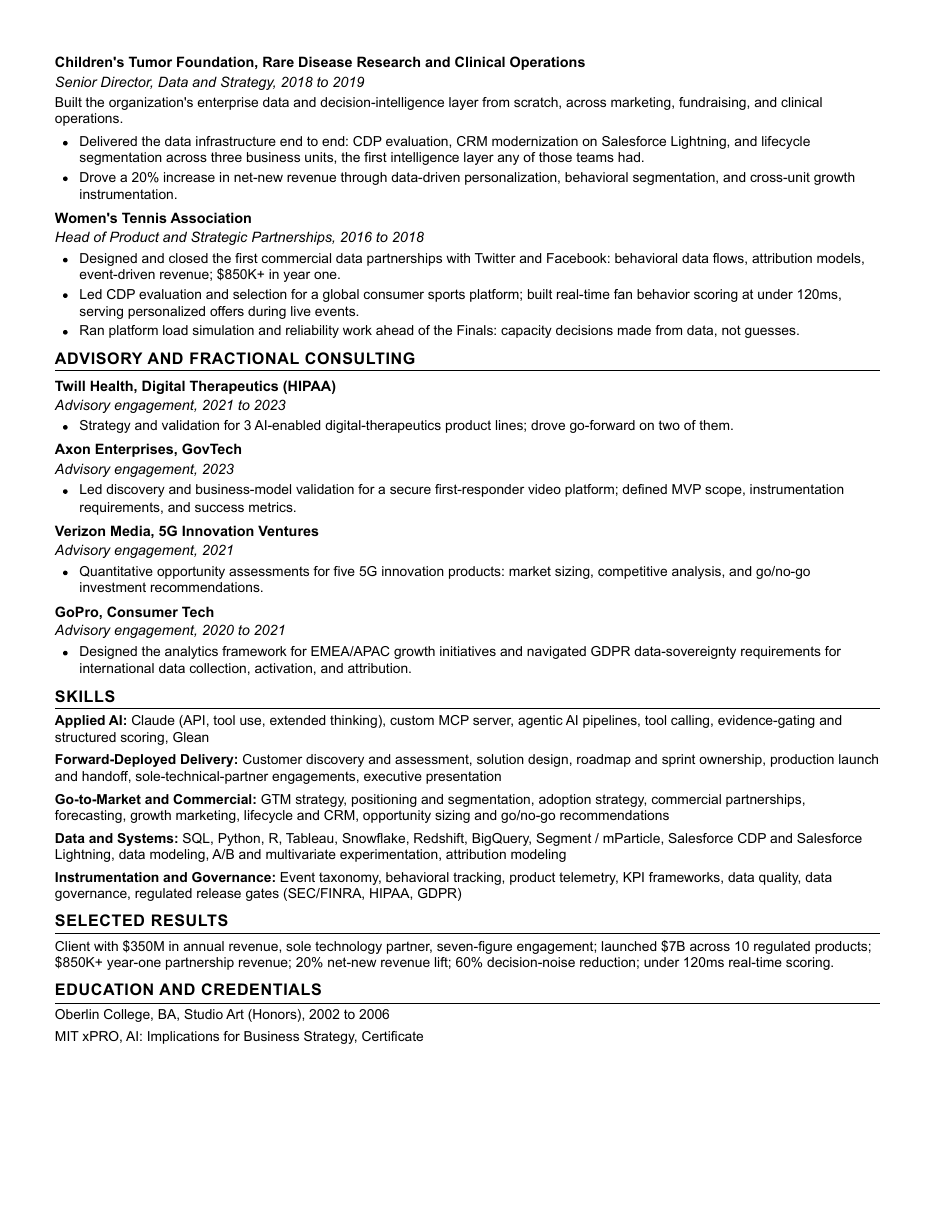 Children's Tumor Foundation, Rare Disease Research and Clinical Operations
Senior Director, Data and Strategy, 2018 to 2019
Built the organization's enterprise data and decision-intelligence layer from scratch, across marketing, fundraising, and clinical
operations.
• Delivered the data infrastructure end to end: CDP evaluation, CRM modernization on Salesforce Lightning, and lifecycle
segmentation across three business units, the first intelligence layer any of those teams had.
• Drove a 20% increase in net-new revenue through data-driven personalization, behavioral segmentation, and cross-unit growth
instrumentation.
Women's Tennis Association
Head of Product and Strategic Partnerships, 2016 to 2018
• Designed and closed the first commercial data partnerships with Twitter and Facebook: behavioral data flows, attribution models,
event-driven revenue; $850K+ in year one.
• Led CDP evaluation and selection for a global consumer sports platform; built real-time fan behavior scoring at under 120ms,
serving personalized offers during live events.
• Ran platform load simulation and reliability work ahead of the Finals: capacity decisions made from data, not guesses.
ADVISORY AND FRACTIONAL CONSULTING
Twill Health, Digital Therapeutics (HIPAA)
Advisory engagement, 2021 to 2023
• Strategy and validation for 3 AI-enabled digital-therapeutics product lines; drove go-forward on two of them.
Axon Enterprises, GovTech
Advisory engagement, 2023
• Led discovery and business-model validation for a secure first-responder video platform; defined MVP scope, instrumentation
requirements, and success metrics.
Verizon Media, 5G Innovation Ventures
Advisory engagement, 2021
• Quantitative opportunity assessments for five 5G innovation products: market sizing, competitive analysis, and go/no-go
investment recommendations.
GoPro, Consumer Tech
Advisory engagement, 2020 to 2021
• Designed the analytics framework for EMEA/APAC growth initiatives and navigated GDPR data-sovereignty requirements for
international data collection, activation, and attribution.
SKILLS
Applied AI: Claude (API, tool use, extended thinking), custom MCP server, agentic AI pipelines, tool calling, evidence-gating and
structured scoring, Glean
Forward-Deployed Delivery: Customer discovery and assessment, solution design, roadmap and sprint ownership, production launch
and handoff, sole-technical-partner engagements, executive presentation
Go-to-Market and Commercial: GTM strategy, positioning and segmentation, adoption strategy, commercial partnerships,
forecasting, growth marketing, lifecycle and CRM, opportunity sizing and go/no-go recommendations
Data and Systems: SQL, Python, R, Tableau, Snowflake, Redshift, BigQuery, Segment / mParticle, Salesforce CDP and Salesforce
Lightning, data modeling, A/B and multivariate experimentation, attribution modeling
Instrumentation and Governance: Event taxonomy, behavioral tracking, product telemetry, KPI frameworks, data quality, data
governance, regulated release gates (SEC/FINRA, HIPAA, GDPR)
SELECTED RESULTS
Client with $350M in annual revenue, sole technology partner, seven-figure engagement; launched $7B across 10 regulated products;
$850K+ year-one partnership revenue; 20% net-new revenue lift; 60% decision-noise reduction; under 120ms real-time scoring.
EDUCATION AND CREDENTIALS
Oberlin College, BA, Studio Art (Honors), 2002 to 2006
MIT xPRO, AI: Implications for Business Strategy, Certificate